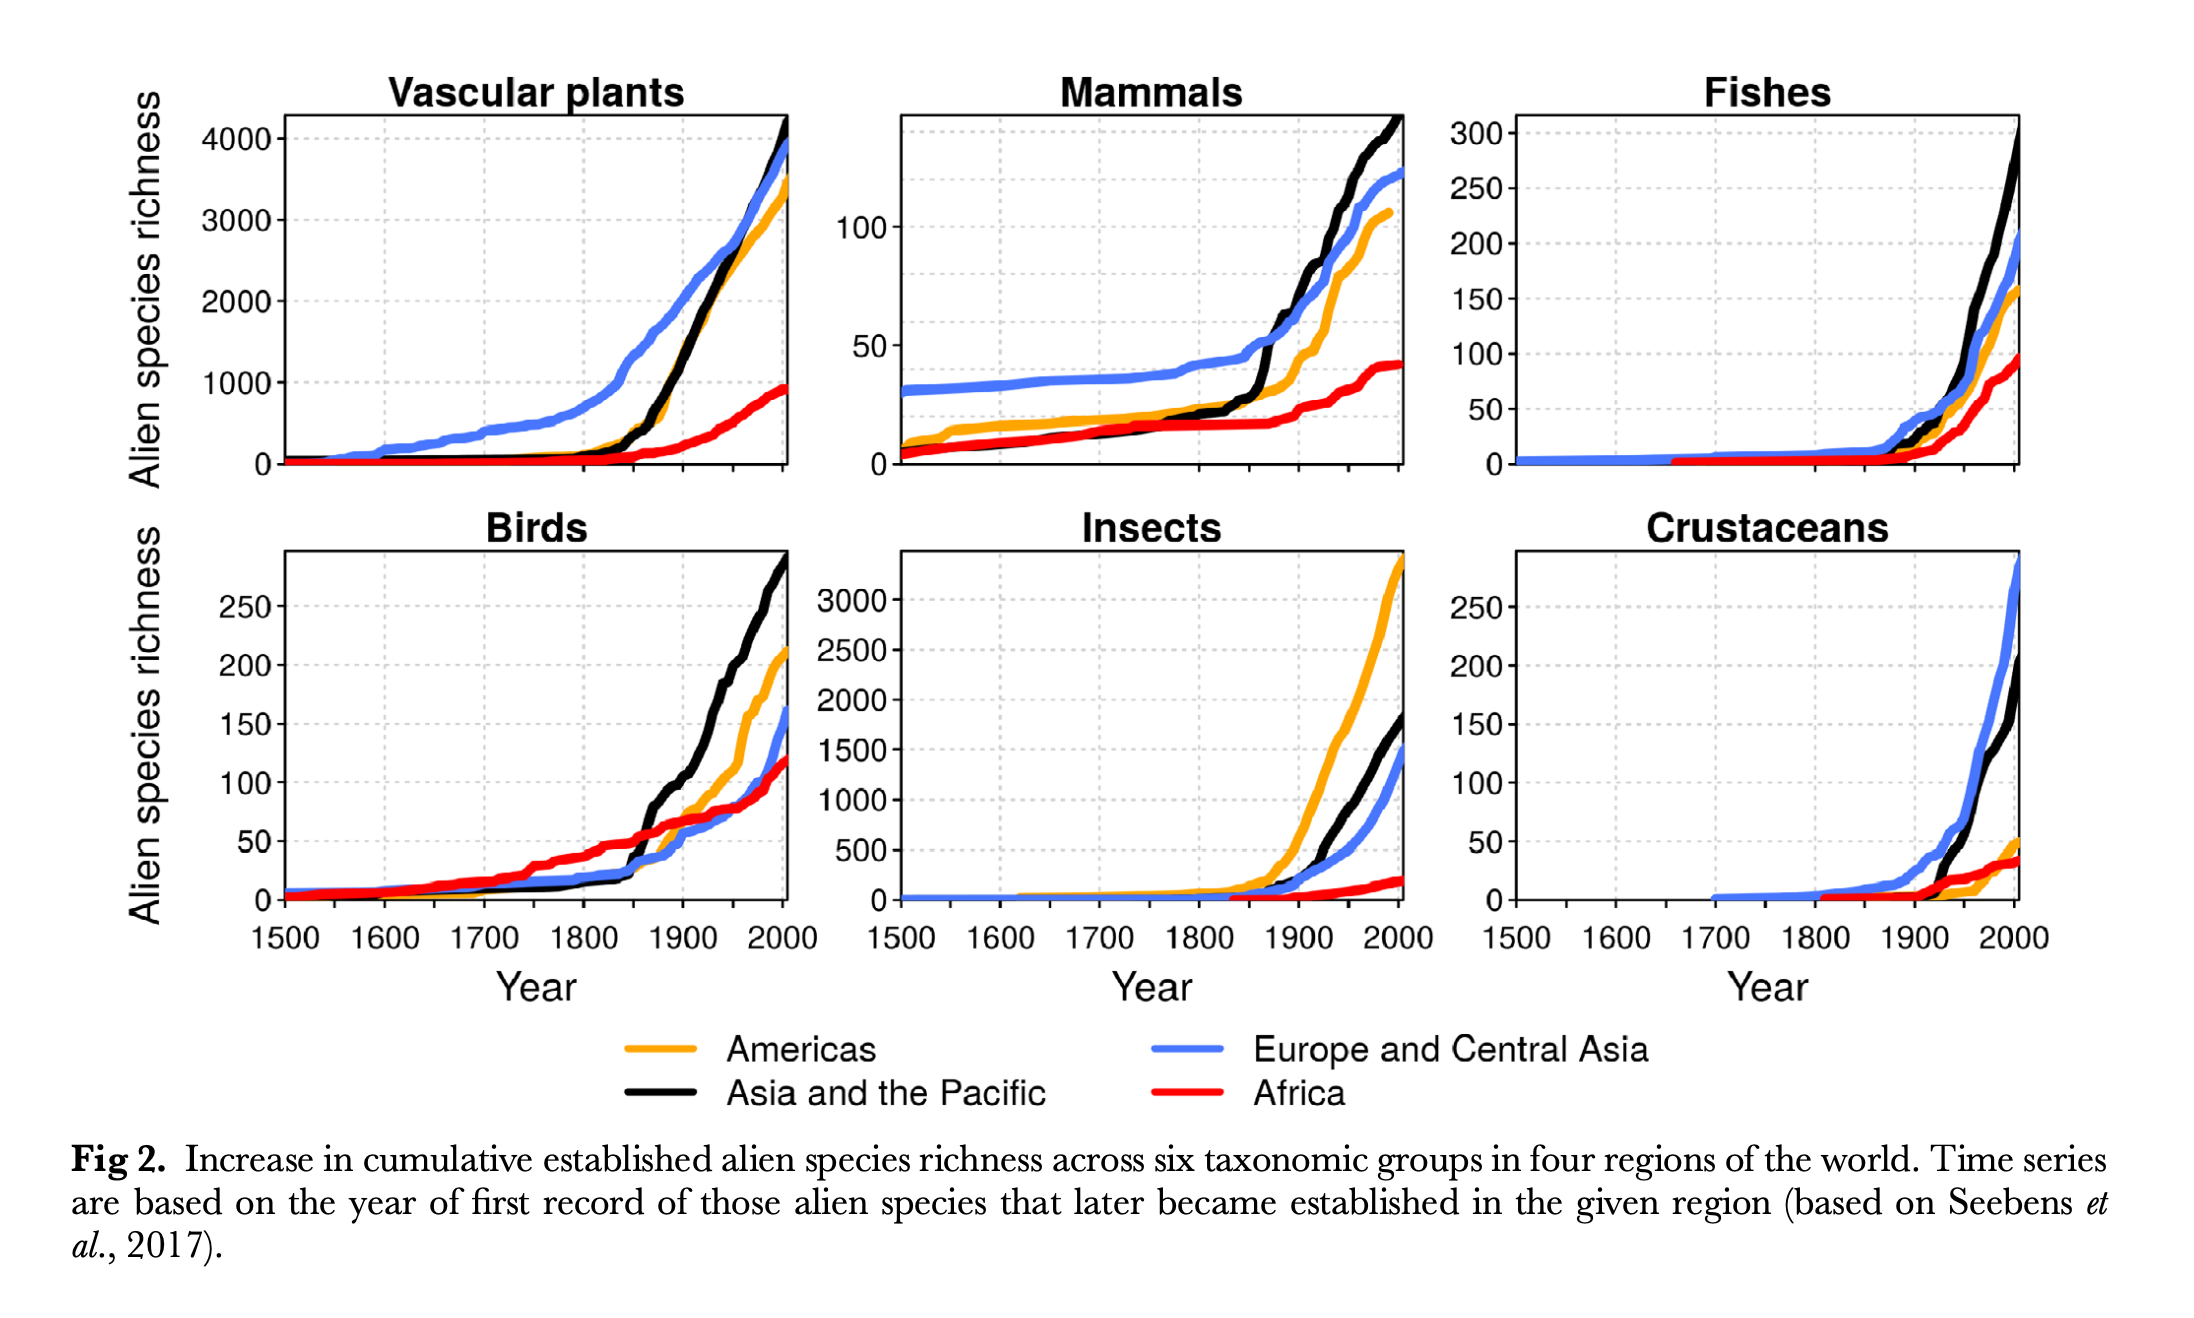 Vascular plants
Mammals
Fishes
Alien species richness
4000
3000
2000
1000
0
100
50
0
300
250
200
150
100
50
0
Birds
Insects
Crustaceans
Alien species richness
250
200
150
100
50
0
3000
2500
2000
1500
1000
500
0
250
200
150
100
50
0
1500 1600 1700 1800 1900 2000
1500 1600 1700 1800 1900 2000
1500 1600 1700 1800 1900 2000
Year
Year
Year
Americas
Europe and Central Asia
Asia and the Pacific
Africa
Fig 2. Increase in cumulative established alien species richness across six taxonomic groups in four regions of the world. Time series
are based on the year of first record of those alien species that later became established in the given region (based on Seebens et
al., 2017).